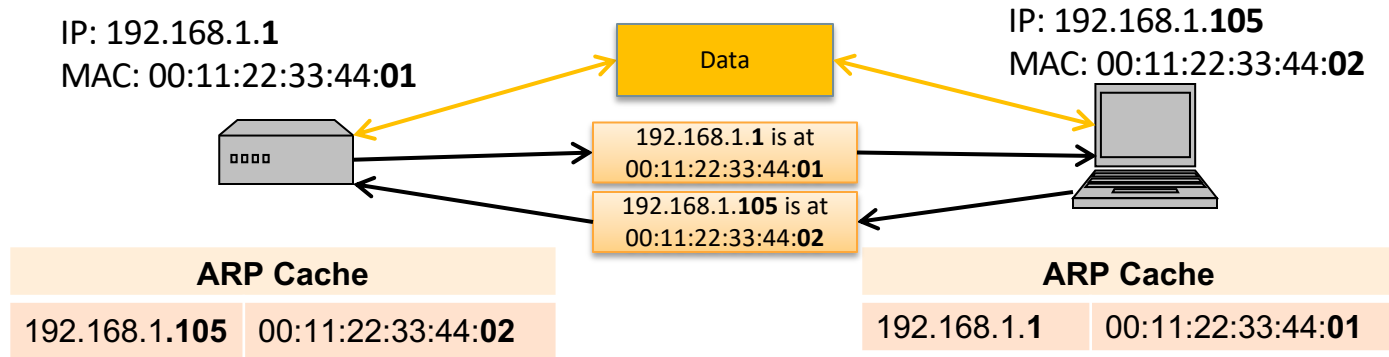 IP: 192.168.1.1
MAC: 00:11:22:33:44:01
Data
IP: 192.168.1.105
MAC: 00:11:22:33:44:02
192.168.1.1 is at
00:11:22:33:44:01
192.168.1.105 is at
00:11:22:33:44:02
ARP Cache
192.168.1.105 00:11:22:33:44:02
ARP Cache
192.168.1.1 00:11:22:33:44:01